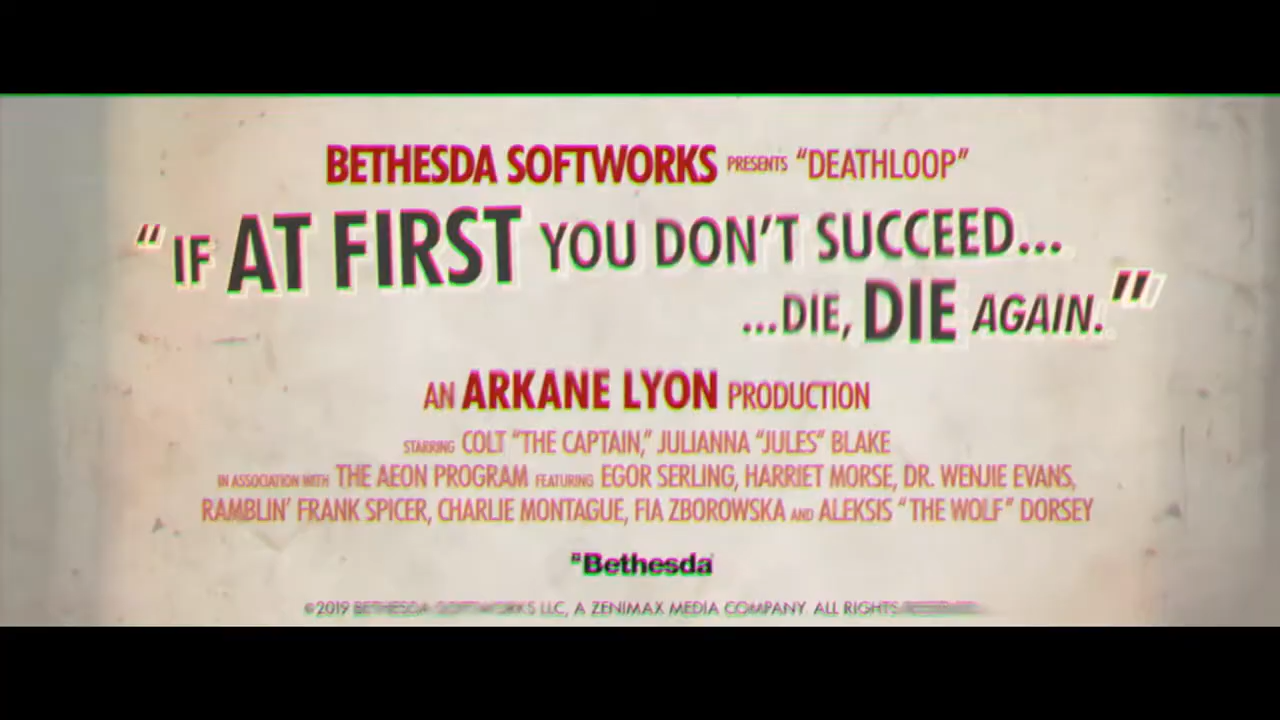 BETHESDA SOFTWORKS PRESENTS “DEATHLOOP”
“IF AT FIRST YOU DON’T SUCCEED...
...DIE, DIE AGAIN.”
AN ARKANE LYON PRODUCTION
STARRING COLT “THE CAPTAIN,” JULIANNA “JULES” BLAKE
IN ASSOCIATION WITH THE AEON PROGRAM FEATURING EGOR SERLING, HARRIET MORSE, DR. WENJIE EVANS,
RAMBLIN’ FRANK SPICER, CHARLIE MONTAGUE, FIA ZBOROWSKA AND ALEKSIS “THE WOLF” DORSEY
Bethesda
©2019 BETHESDA SOFTWORKS LLC, A ZENIMAX MEDIA COMPANY. ALL RIGHTS